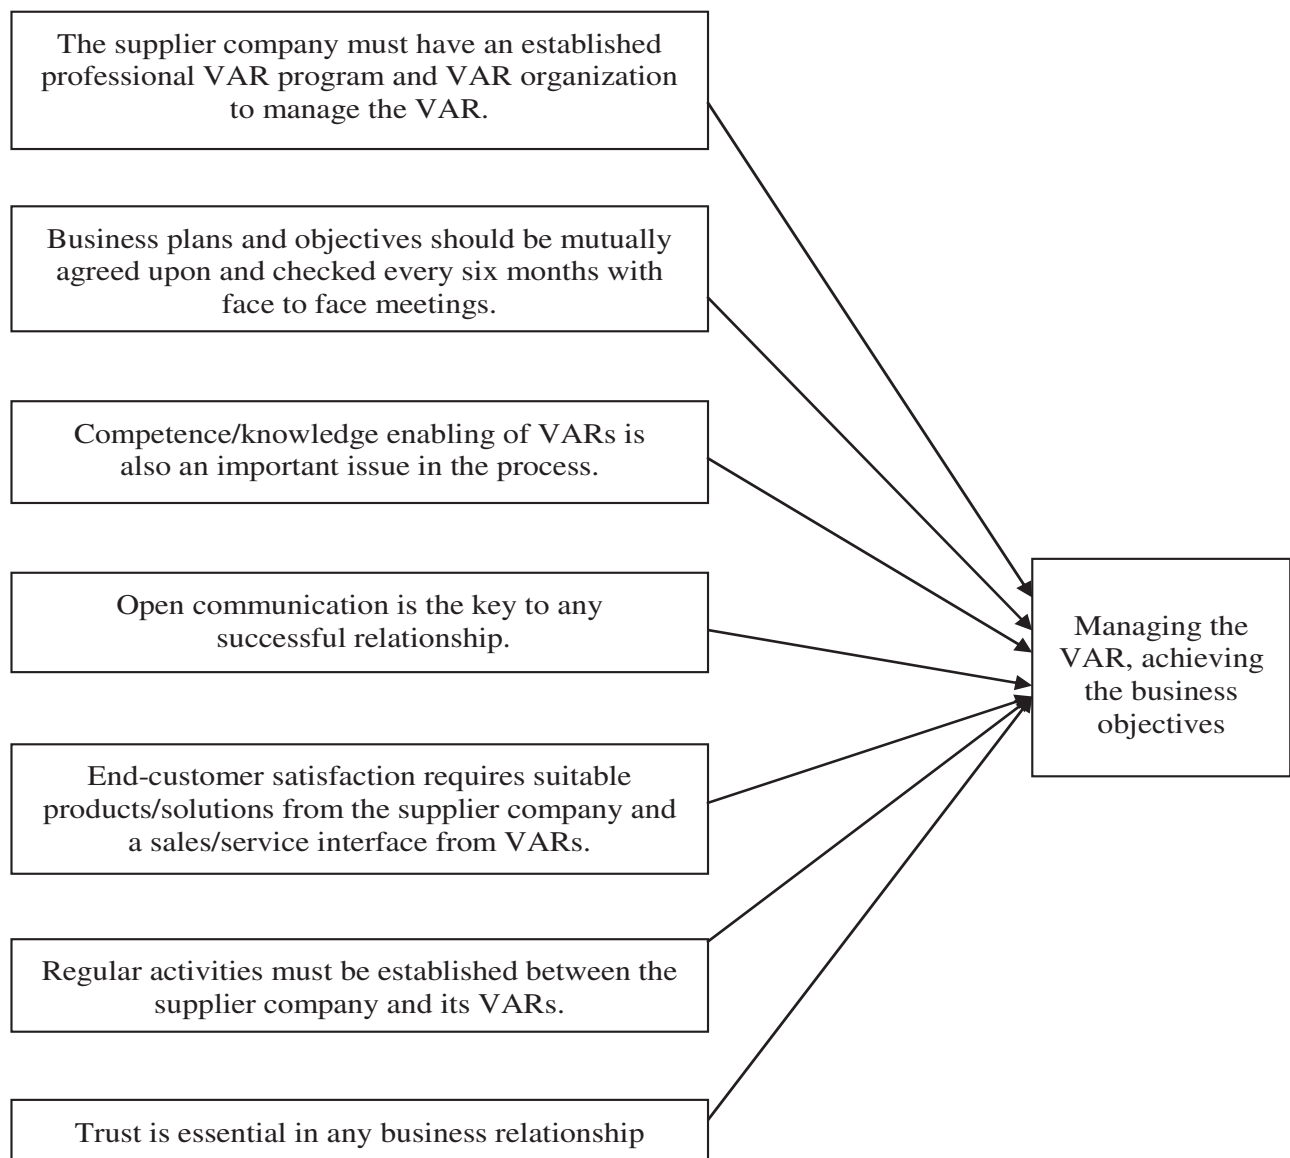 The supplier company must have an established
professional VAR program and VAR organization
to manage the VAR.
Business plans and objectives should be mutually
agreed upon and checked every six months with
face to face meetings.
Competence/knowledge enabling of VARs is
also an important issue in the process.
Open communication is the key to any
successful relationship.
End-customer satisfaction requires suitable
products/solutions from the supplier company and
a sales/service interface from VARs.
Regular activities must be established between the
supplier company and its VARs.
Trust is essential in any business relationship
Managing the
VAR, achieving
the business
objectives